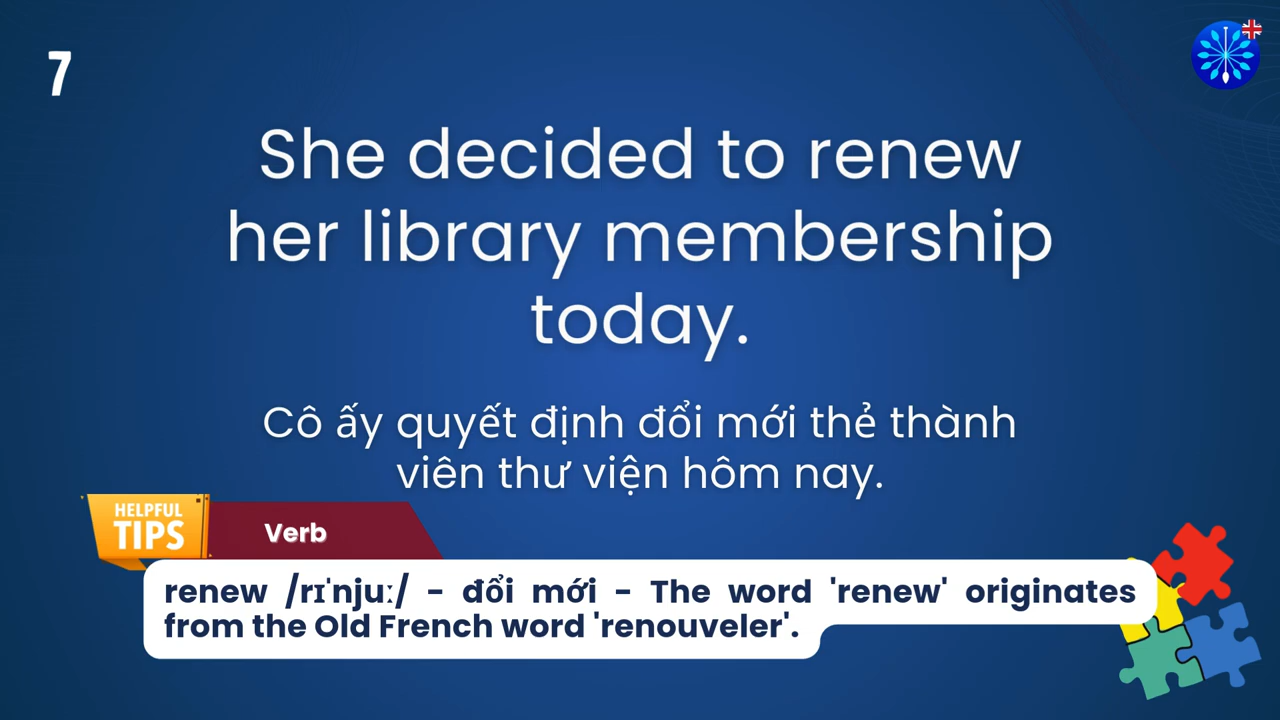 7
She decided to renew
her library membership
today.
Cô ấy quyết định đổi mới thẻ thành
viên thư viện hôm nay.
HELPFUL
TIPS
Verb
renew /rɪˈnjuː/ - đổi mới - The word 'renew' originates
from the Old French word 'renouveler'.